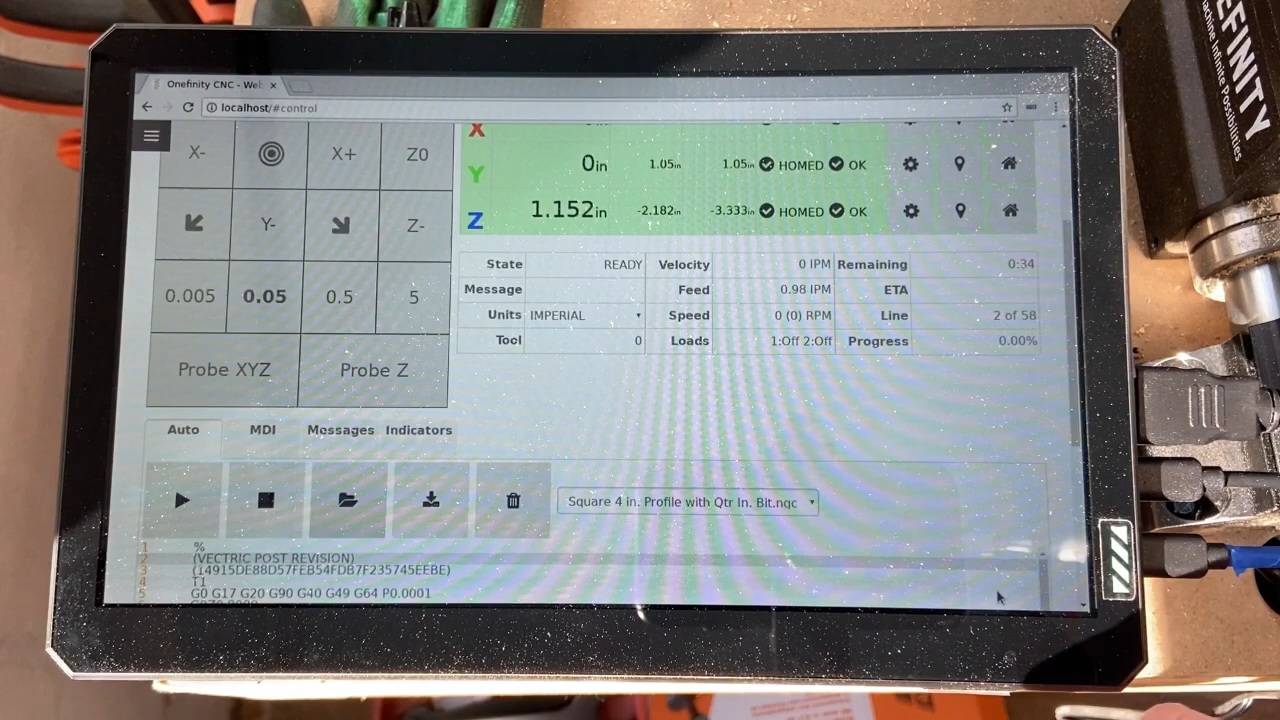 Onefinity CNC - Web
localhost/#control
X- X+ Z0
Y- Z-
0.005 0.05 0.5 5
Probe XYZ Probe Z
X
Y 0in 1.05in 1.05in HOMED OK
Z 1.152in -2.182in -3.333in HOMED OK
State READY Velocity 0 IPM Remaining 0:34
Message Feed 0.98 IPM ETA
Units IMPERIAL Speed 0 (0) RPM Line 2 of 58
Tool 0 Loads 1:Off 2:Off Progress 0.00%
Auto MDI Messages Indicators
Square 4 in. Profile with Qtr In. Bit.ngc
1 %
2 (VECTRIC POST REVISION)
3 (14915DE88D57FEB54FDB7F235745EEBE)
4 T1
5 G0 G17 G20 G90 G40 G49 G64 P0.0001
EFINITY
achine Infinite Possibilities